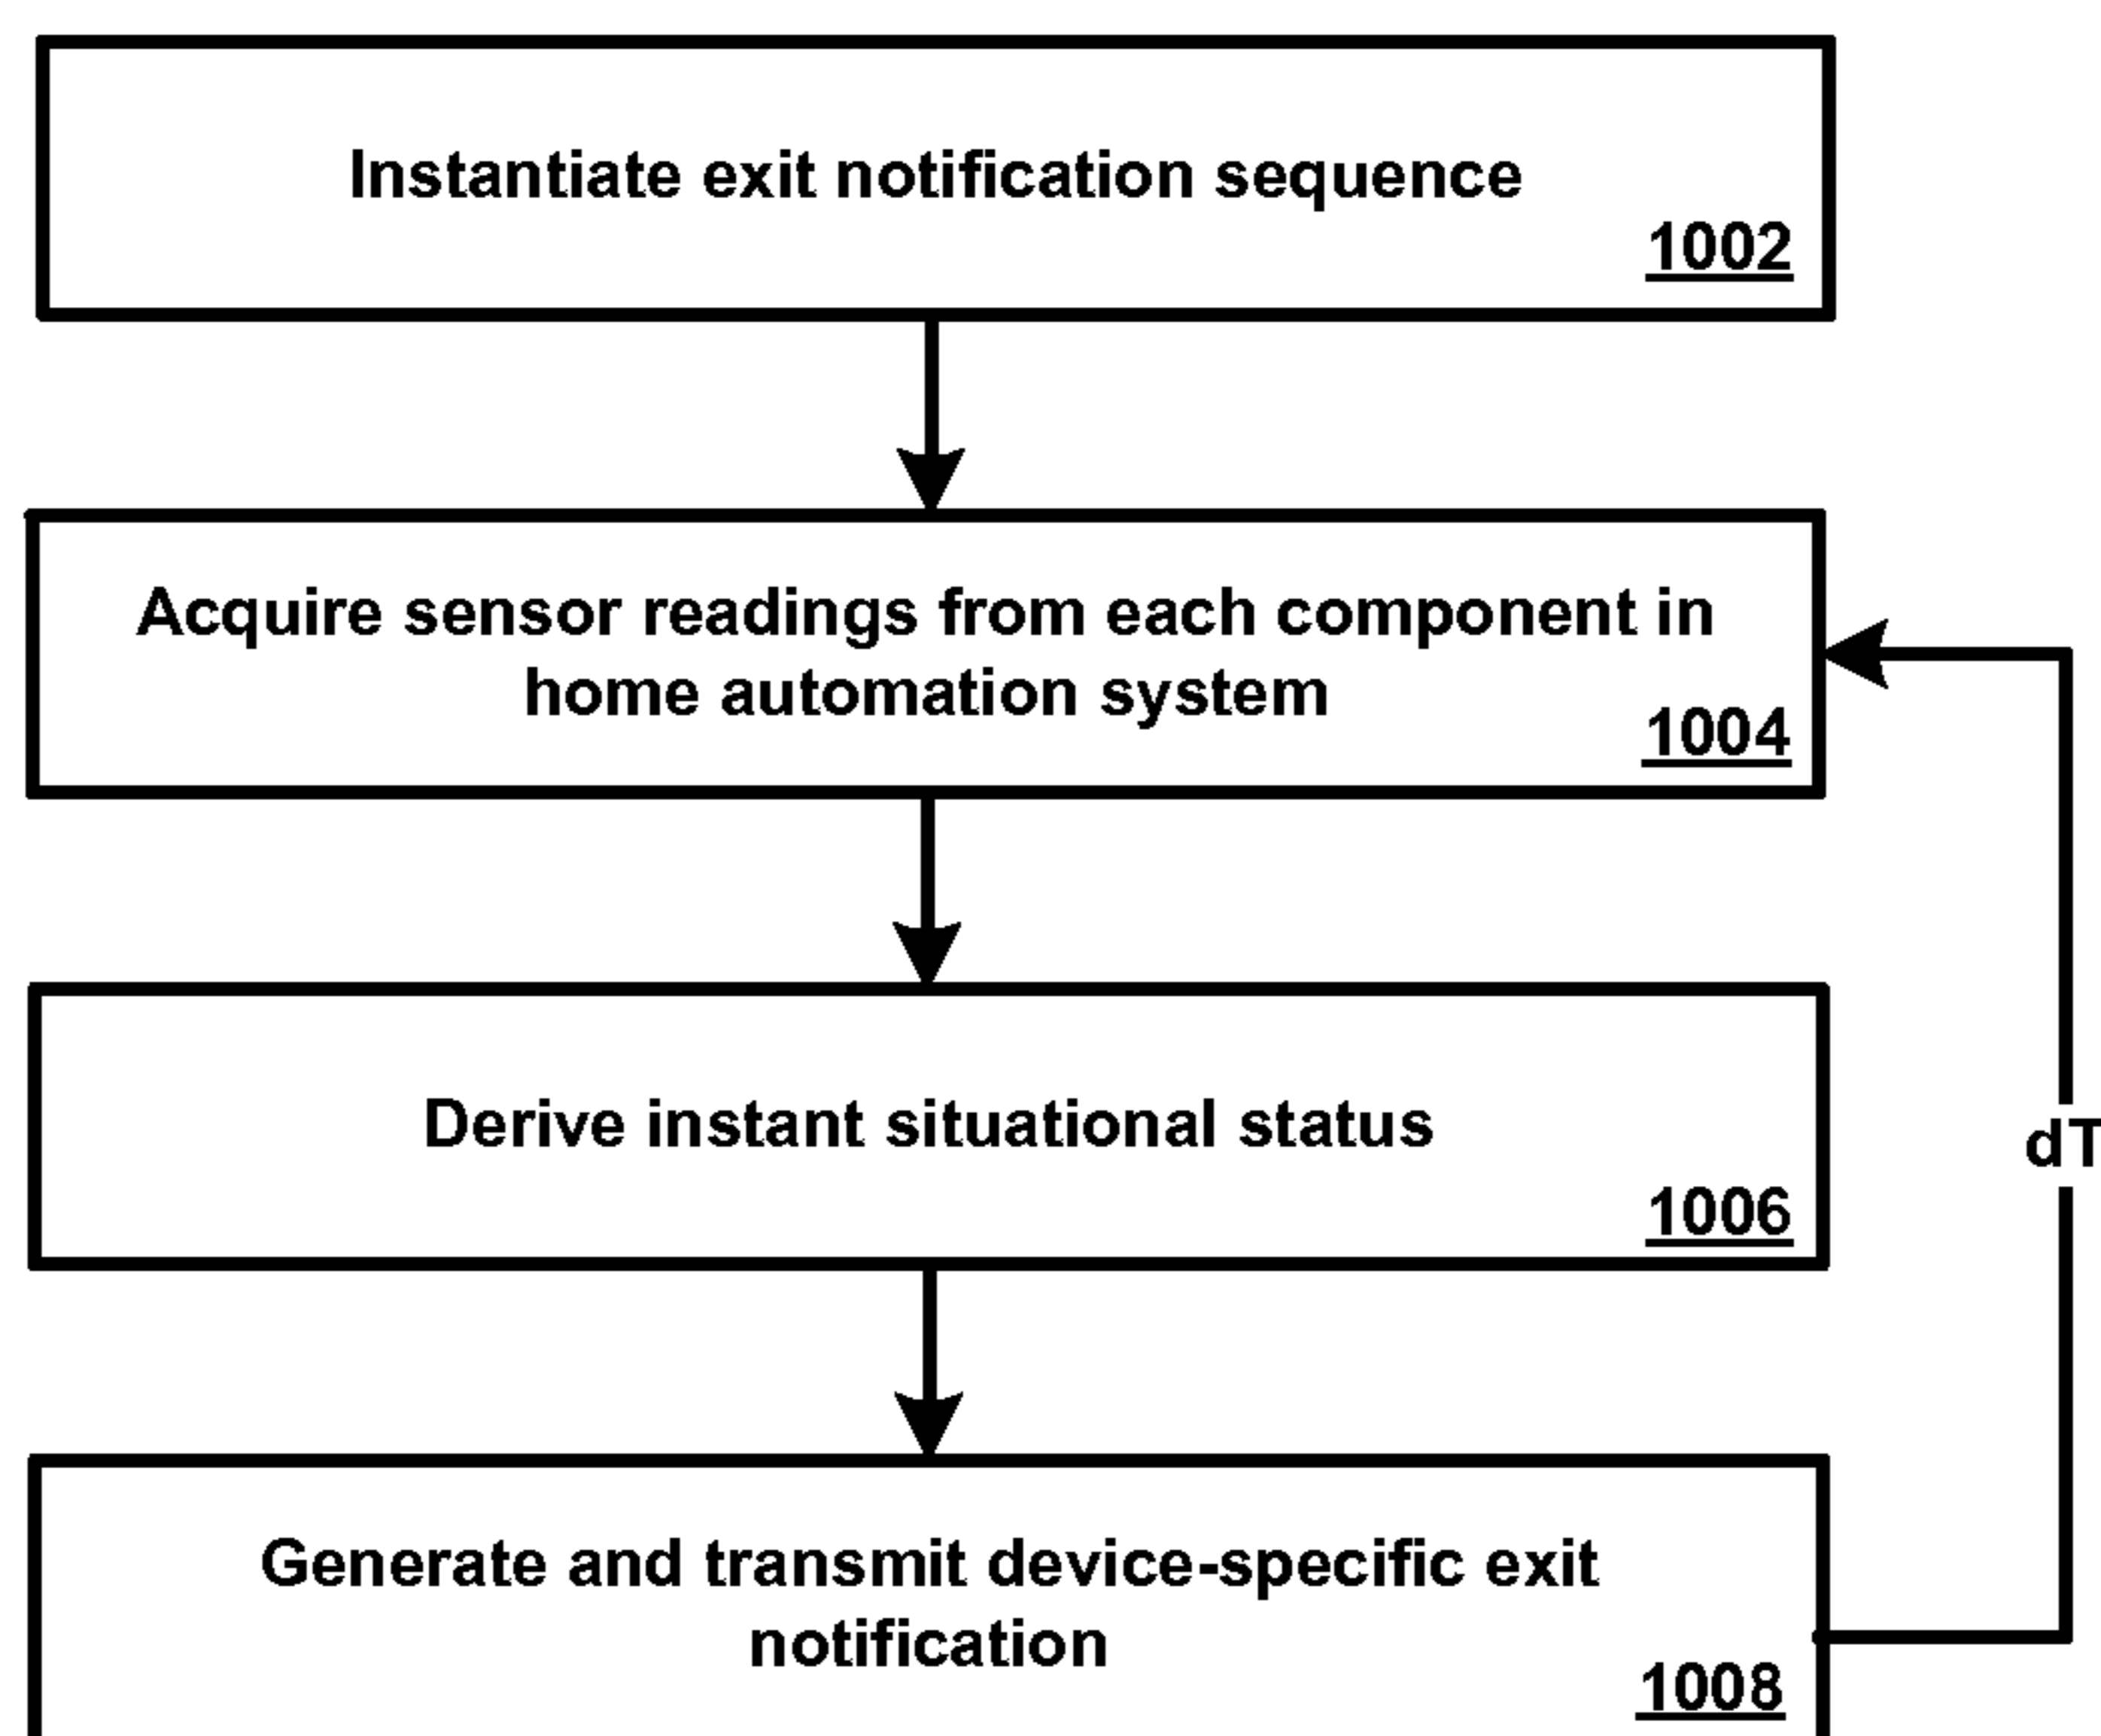 Instantiate exit notification sequence
1002
Acquire sensor readings from each component in
home automation system
1004
Derive instant situational status
1006
dT
Generate and transmit device-specific exit
notification
1008